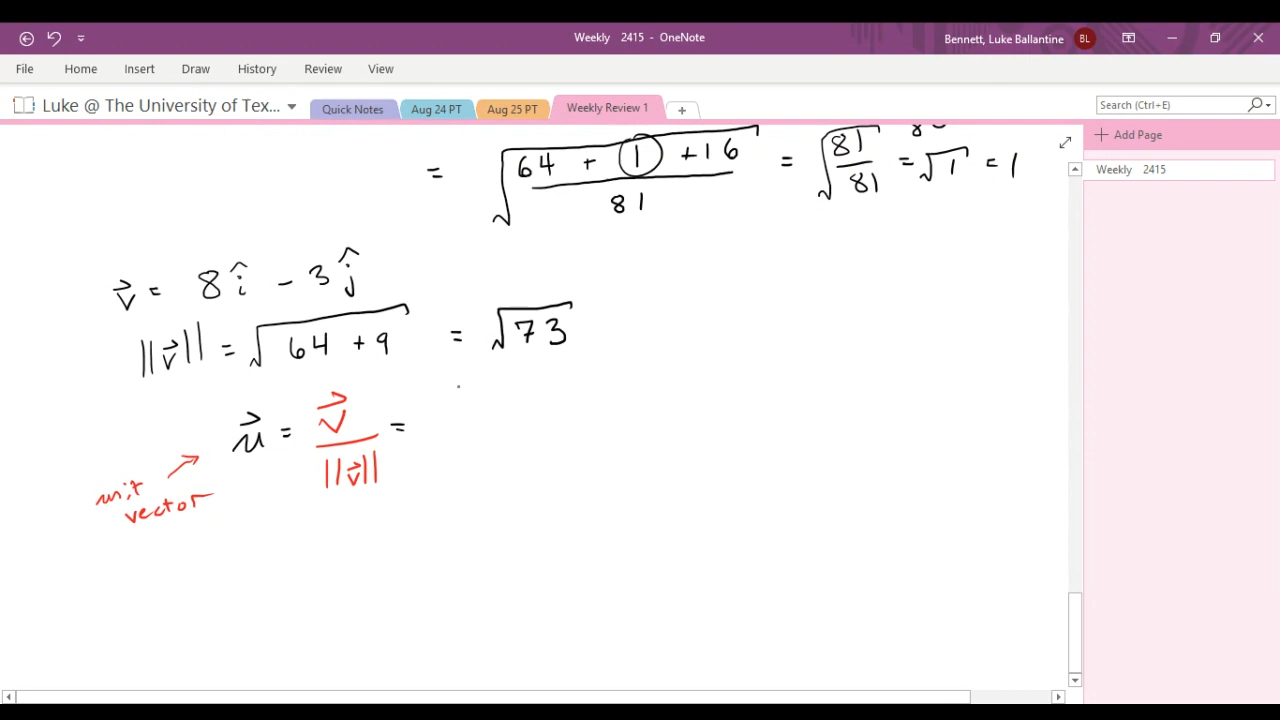 Weekly 2415 - OneNote
Bennett, Luke Ballantine BL
File Home Insert Draw History Review View
Luke @ The University of Tex... Quick Notes Aug 24 PT Aug 25 PT Weekly Review 1 +
Search (Ctrl+E)
Add Page
Weekly 2415
= √((64 + 1 + 16)/81) = √(81/81) = √1 = 1
v⃗ = 8î - 3ĵ
||v⃗|| = √(64 + 9) = √73
u⃗ = v⃗/||v⃗|| =
unit
vector